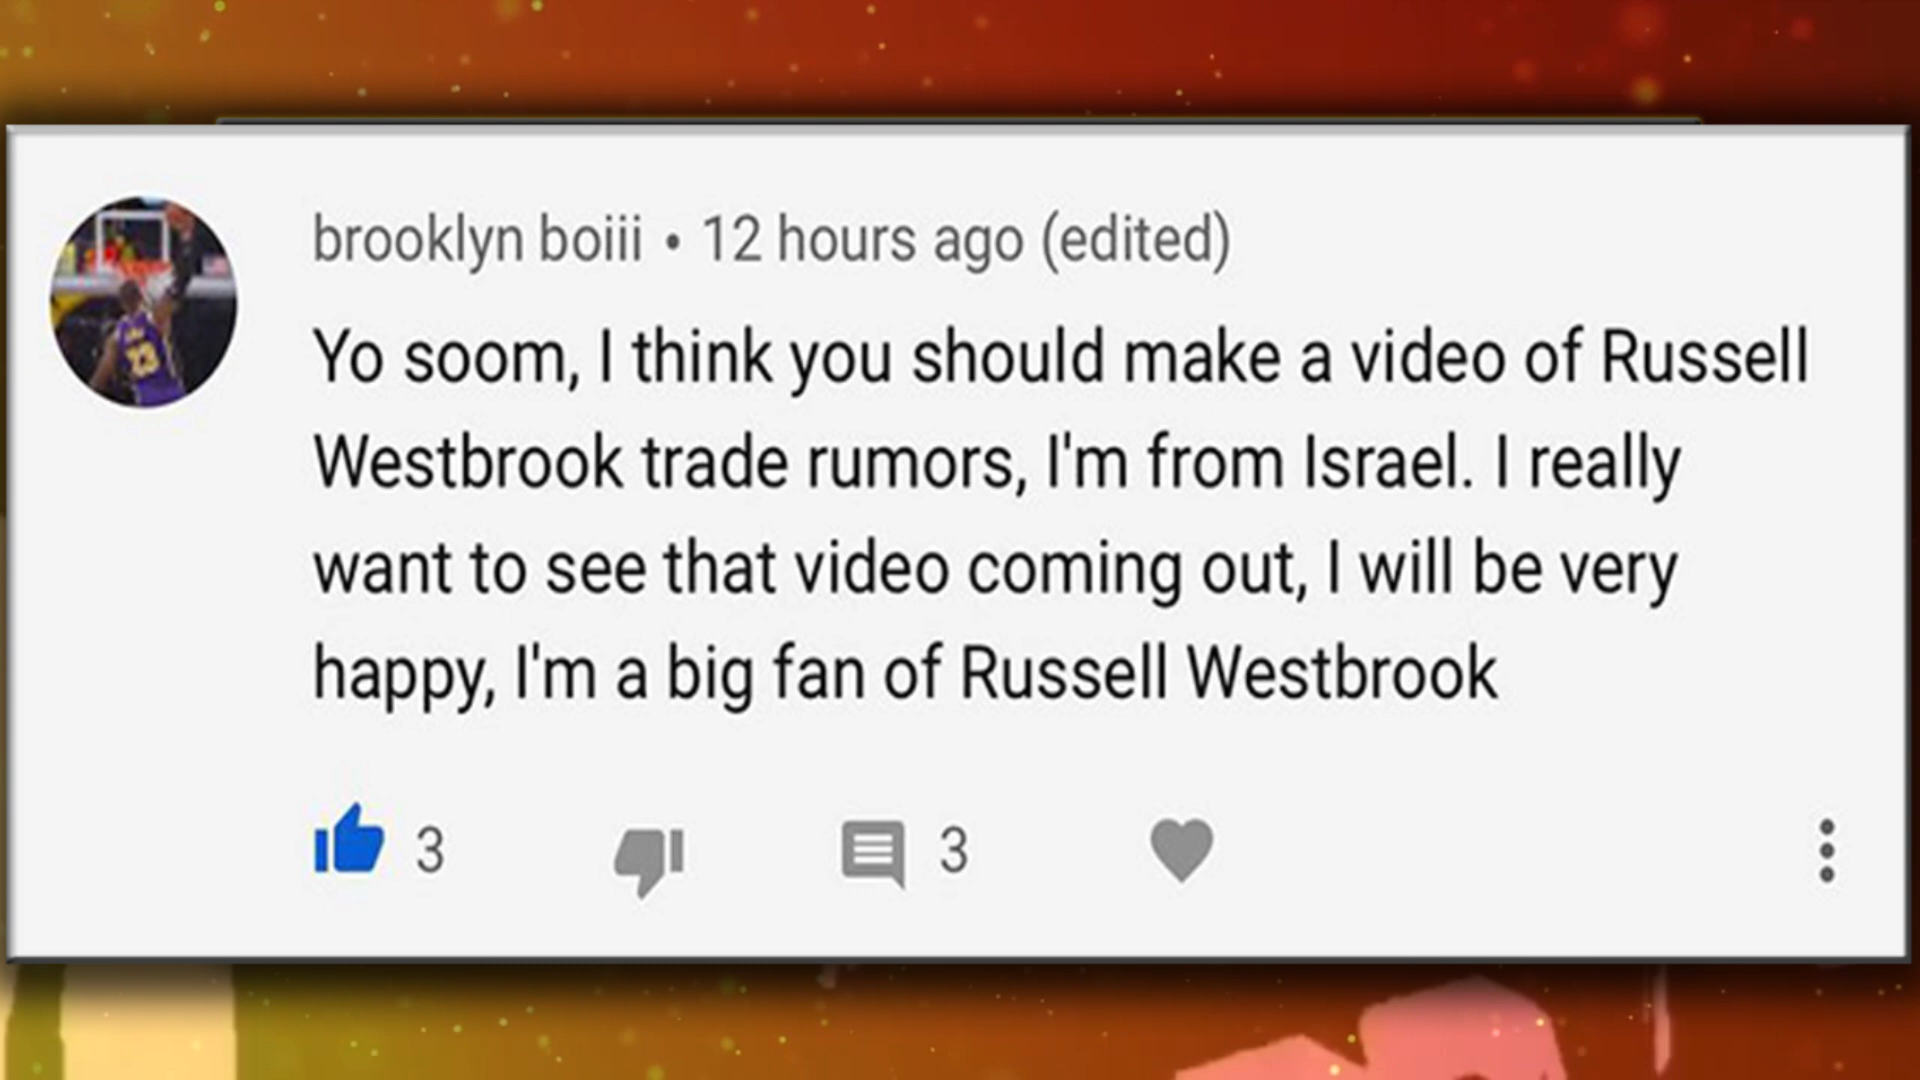 brooklyn boiii • 12 hours ago (edited)
Yo soom, I think you should make a video of Russell
Westbrook trade rumors, I'm from Israel. I really
want to see that video coming out, I will be very
happy, I'm a big fan of Russell Westbrook
3 3
23